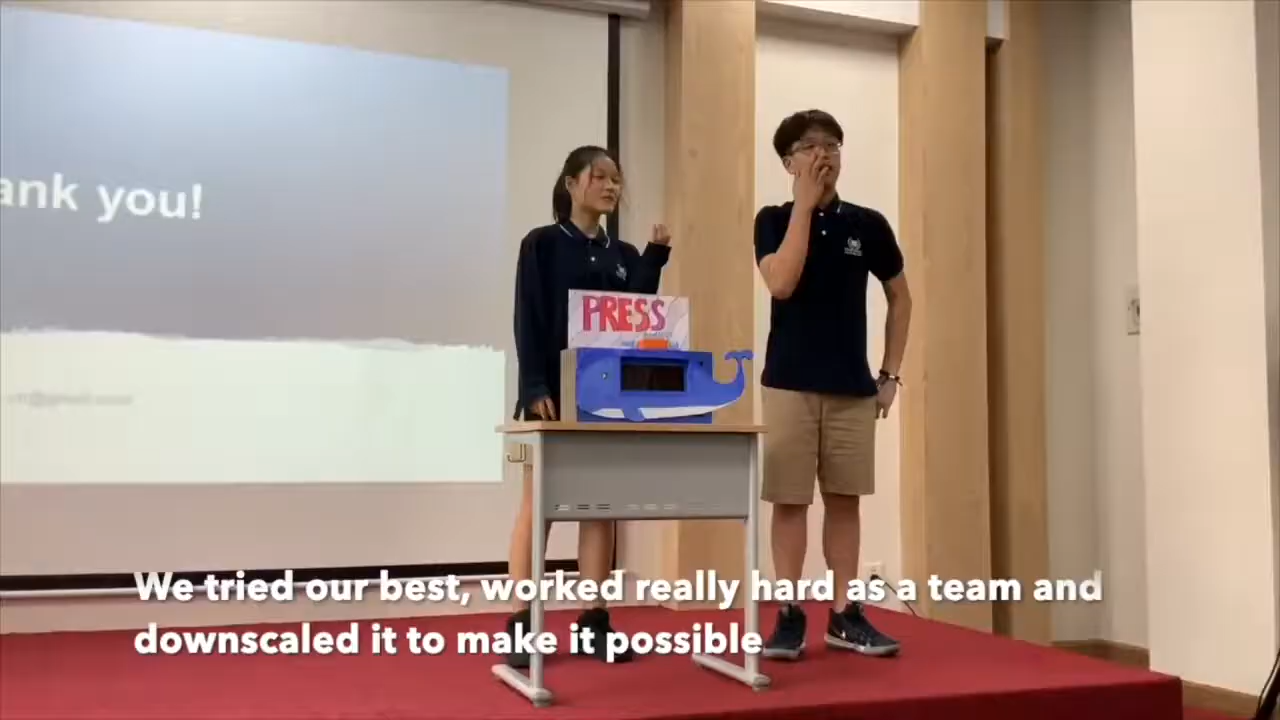 ank you!
PRESS
We tried our best, worked really hard as a team and
downscaled it to make it possible